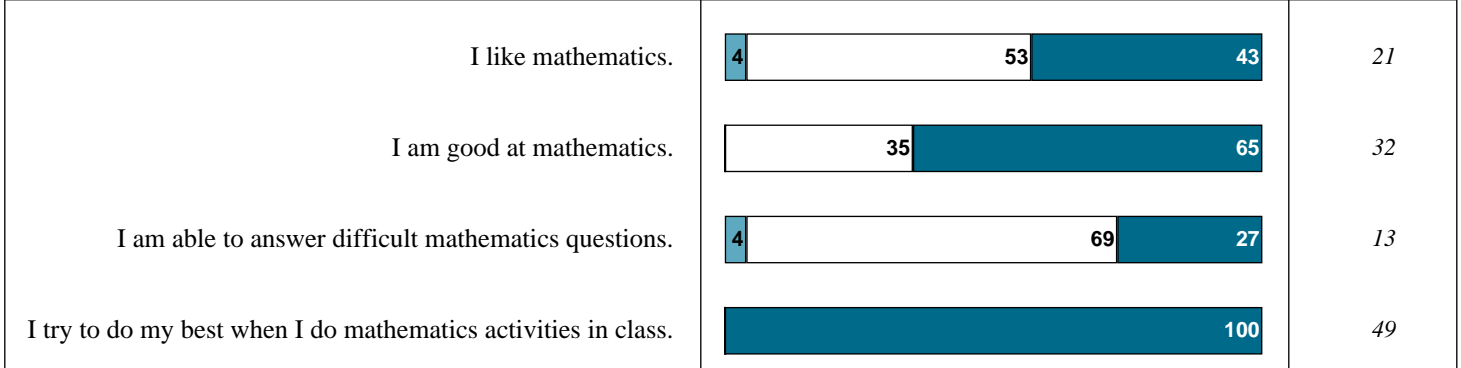 I like mathematics. 4 53 43 21
I am good at mathematics. 35 65 32
I am able to answer difficult mathematics questions. 4 69 27 13
I try to do my best when I do mathematics activities in class. 100 49